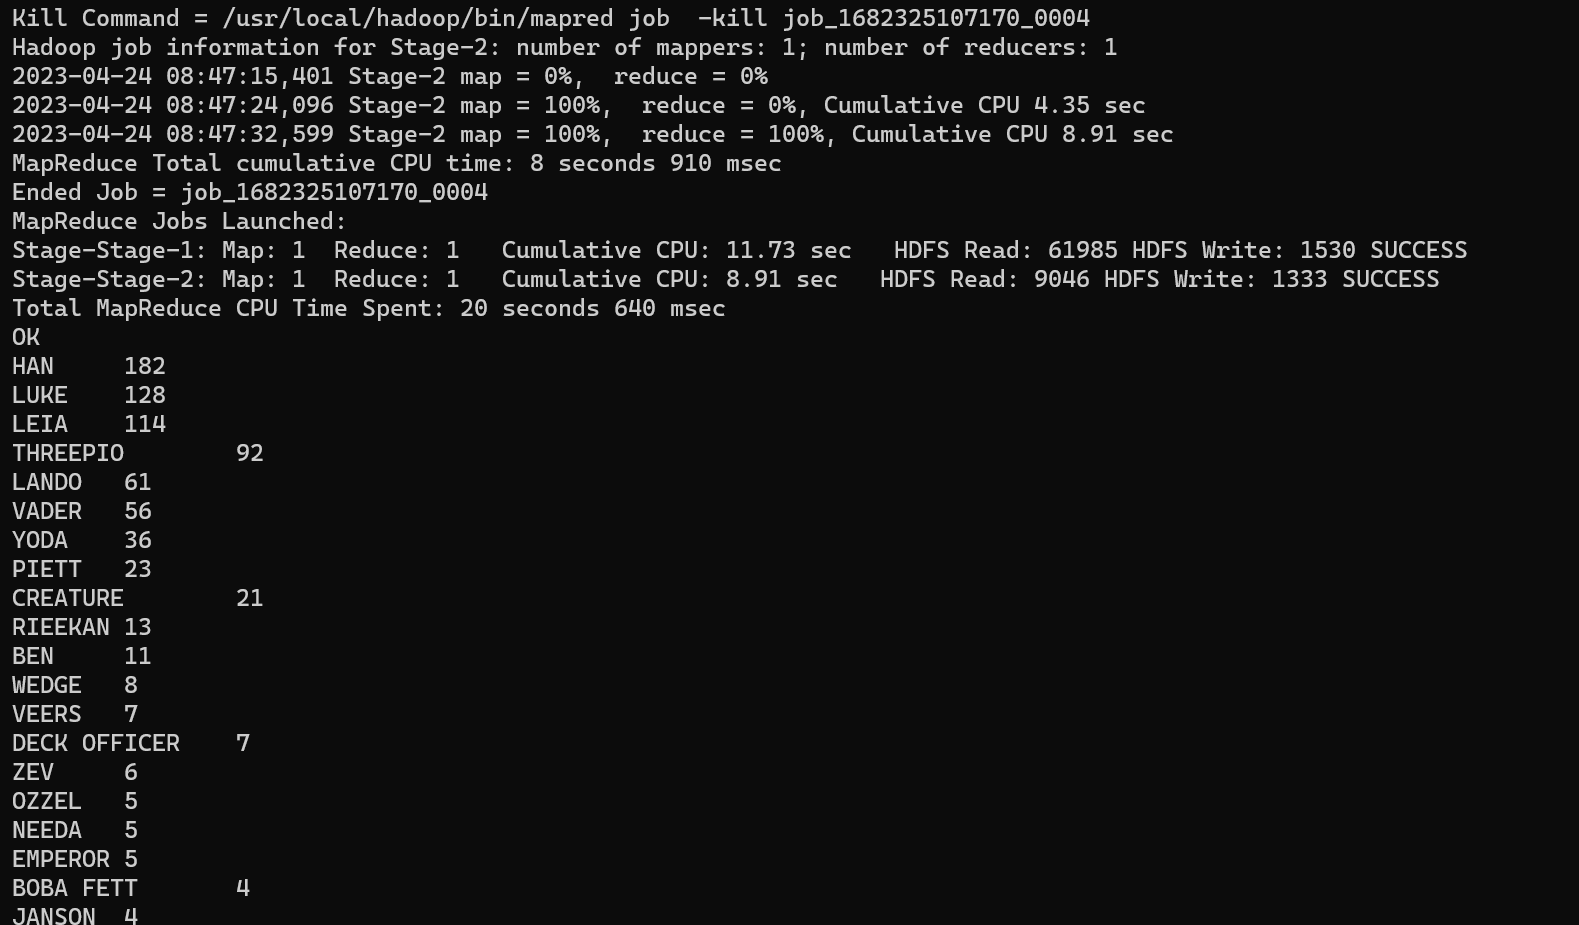 Kill Command = /usr/local/hadoop/bin/mapred job  -kill job_1682325107170_0004
Hadoop job information for Stage-2: number of mappers: 1; number of reducers: 1
2023-04-24 08:47:15,401 Stage-2 map = 0%,  reduce = 0%
2023-04-24 08:47:24,096 Stage-2 map = 100%,  reduce = 0%, Cumulative CPU 4.35 sec
2023-04-24 08:47:32,599 Stage-2 map = 100%,  reduce = 100%, Cumulative CPU 8.91 sec
MapReduce Total cumulative CPU time: 8 seconds 910 msec
Ended Job = job_1682325107170_0004
MapReduce Jobs Launched:
Stage-Stage-1: Map: 1  Reduce: 1   Cumulative CPU: 11.73 sec   HDFS Read: 61985 HDFS Write: 1530 SUCCESS
Stage-Stage-2: Map: 1  Reduce: 1   Cumulative CPU: 8.91 sec   HDFS Read: 9046 HDFS Write: 1333 SUCCESS
Total MapReduce CPU Time Spent: 20 seconds 640 msec
OK
HAN     182
LUKE    128
LEIA    114
THREEPIO        92
LANDO   61
VADER   56
YODA    36
PIETT   23
CREATURE        21
RIEEKAN 13
BEN     11
WEDGE   8
VEERS   7
DECK OFFICER    7
ZEV     6
OZZEL   5
NEEDA   5
EMPEROR 5
BOBA FETT       4
JANSON  4